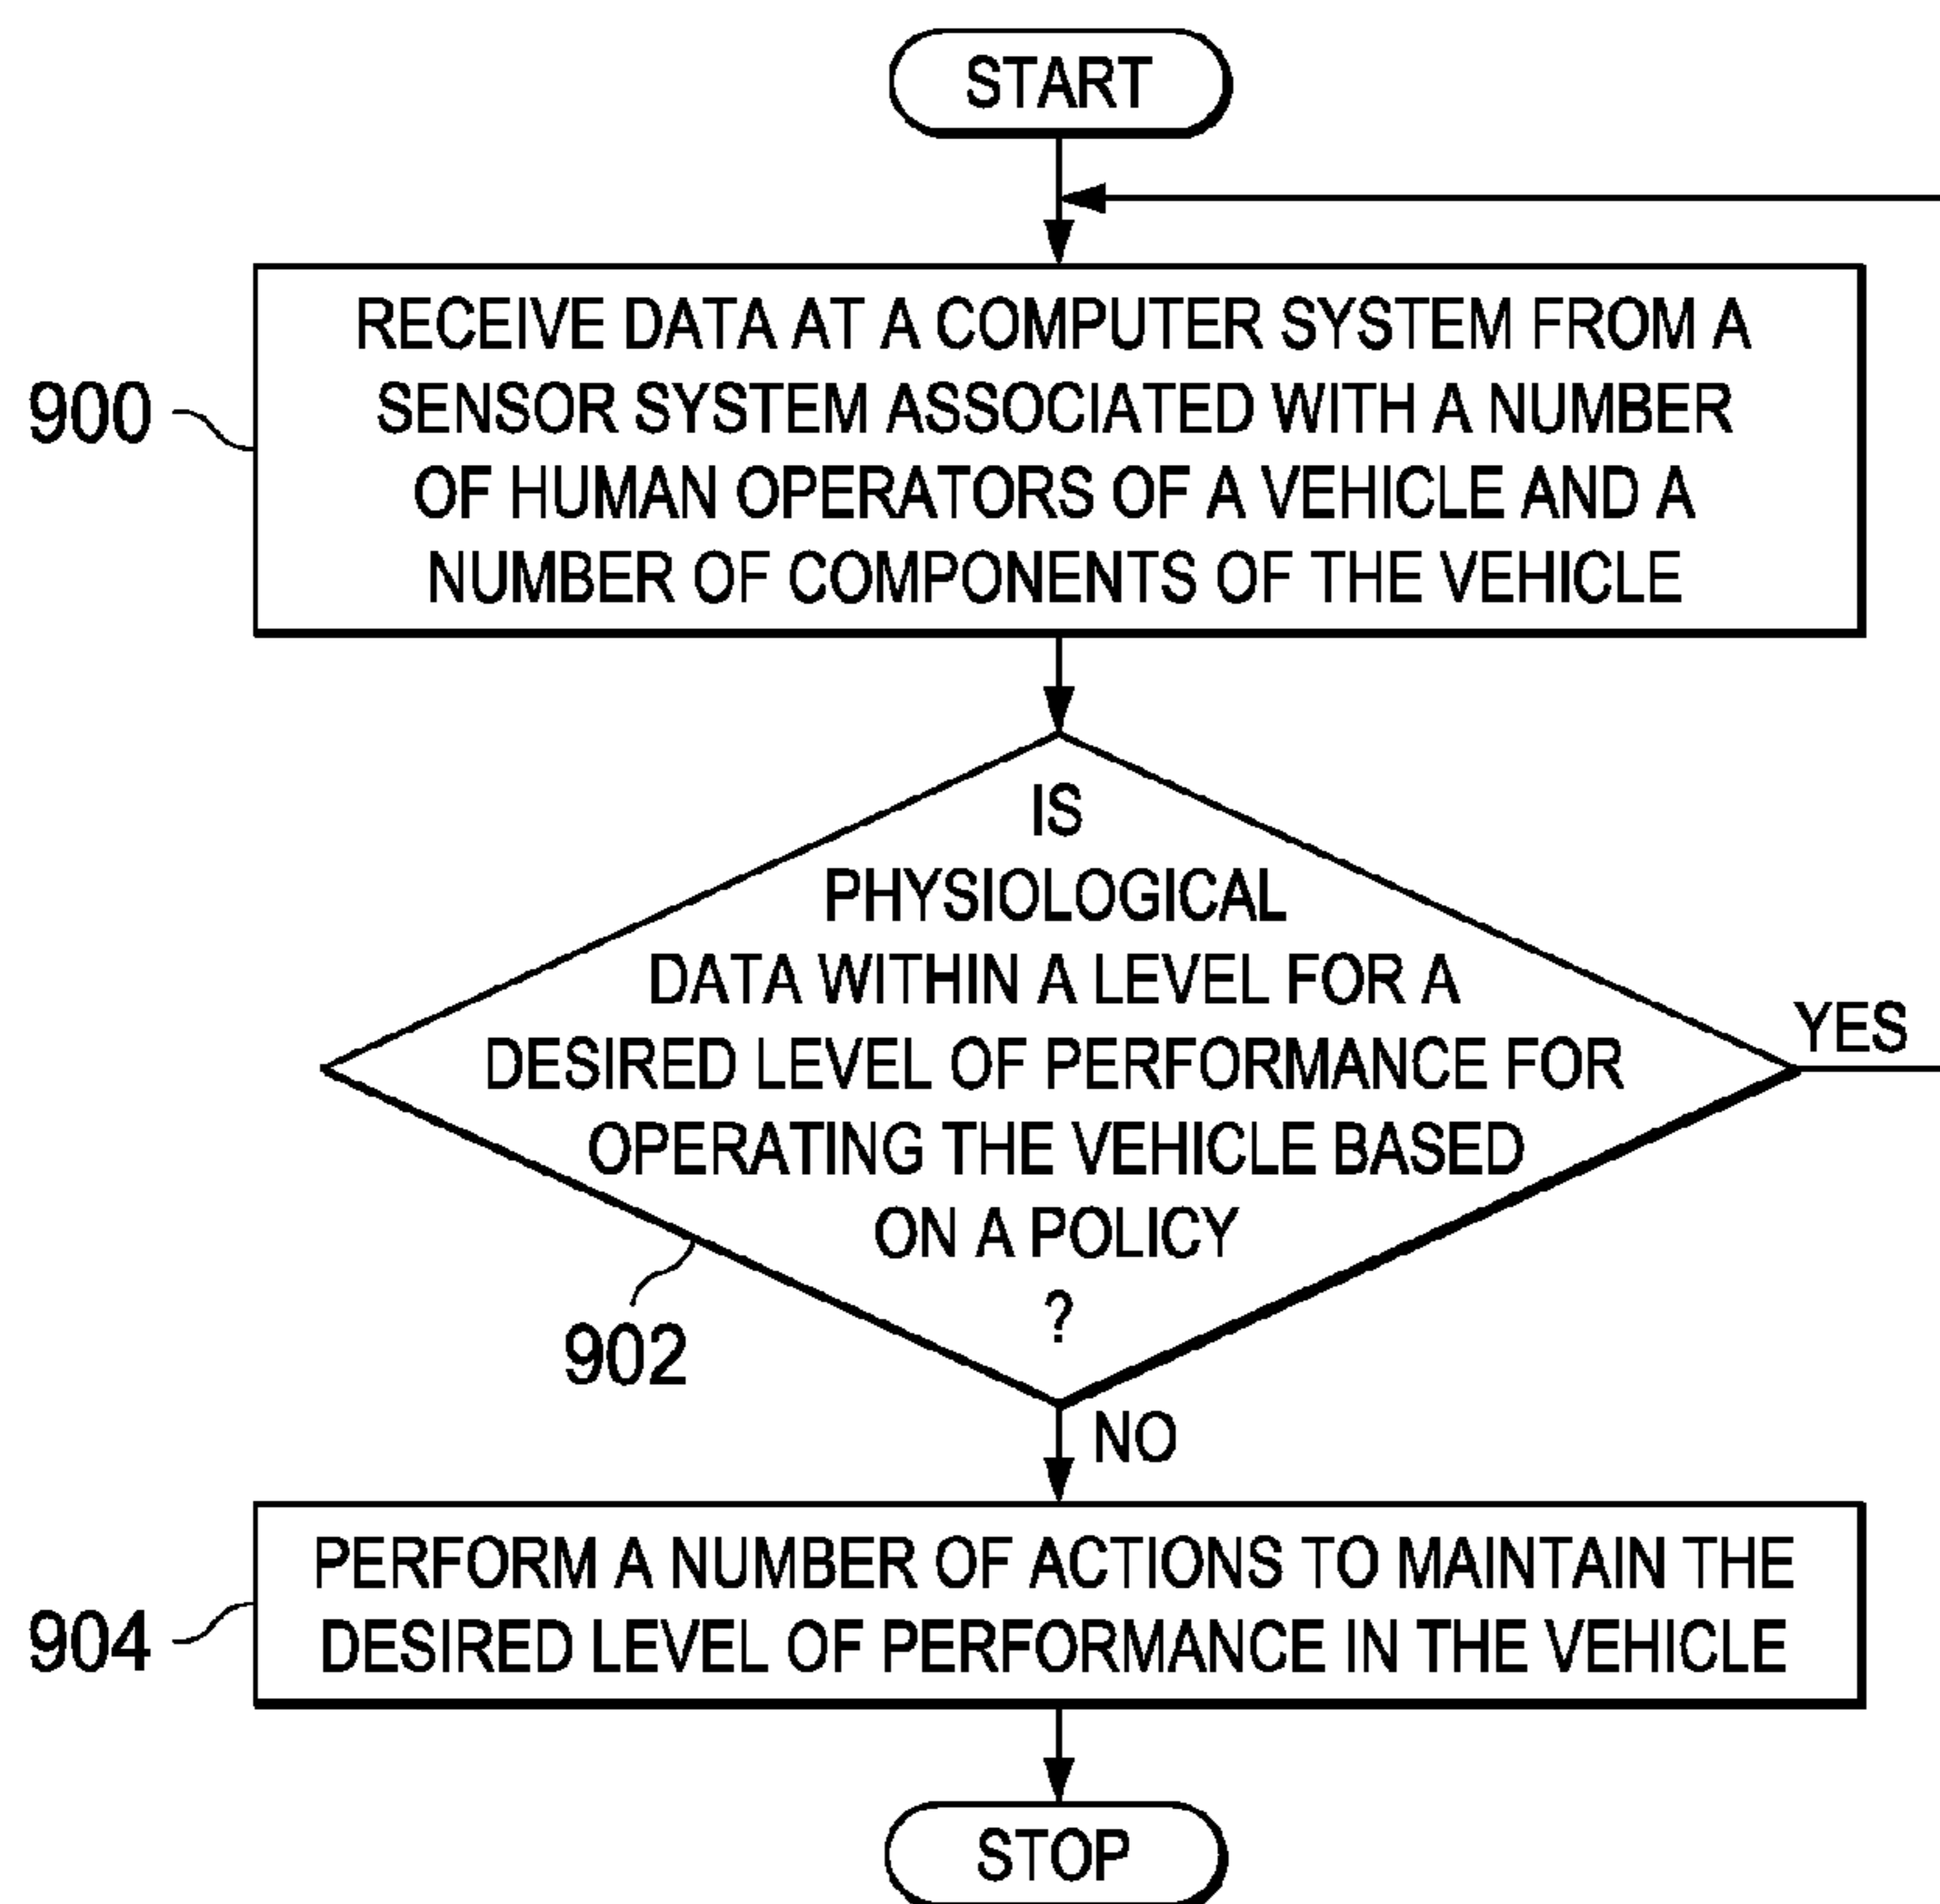 START
RECEIVE DATA AT A COMPUTER SYSTEM FROM A
SENSOR SYSTEM ASSOCIATED WITH A NUMBER
OF HUMAN OPERATORS OF A VEHICLE AND A
NUMBER OF COMPONENTS OF THE VEHICLE
900
IS
PHYSIOLOGICAL
DATA WITHIN A LEVEL FOR A
DESIRED LEVEL OF PERFORMANCE FOR
OPERATING THE VEHICLE BASED
ON A POLICY
?
YES
902
NO
PERFORM A NUMBER OF ACTIONS TO MAINTAIN THE
DESIRED LEVEL OF PERFORMANCE IN THE VEHICLE
904
STOP